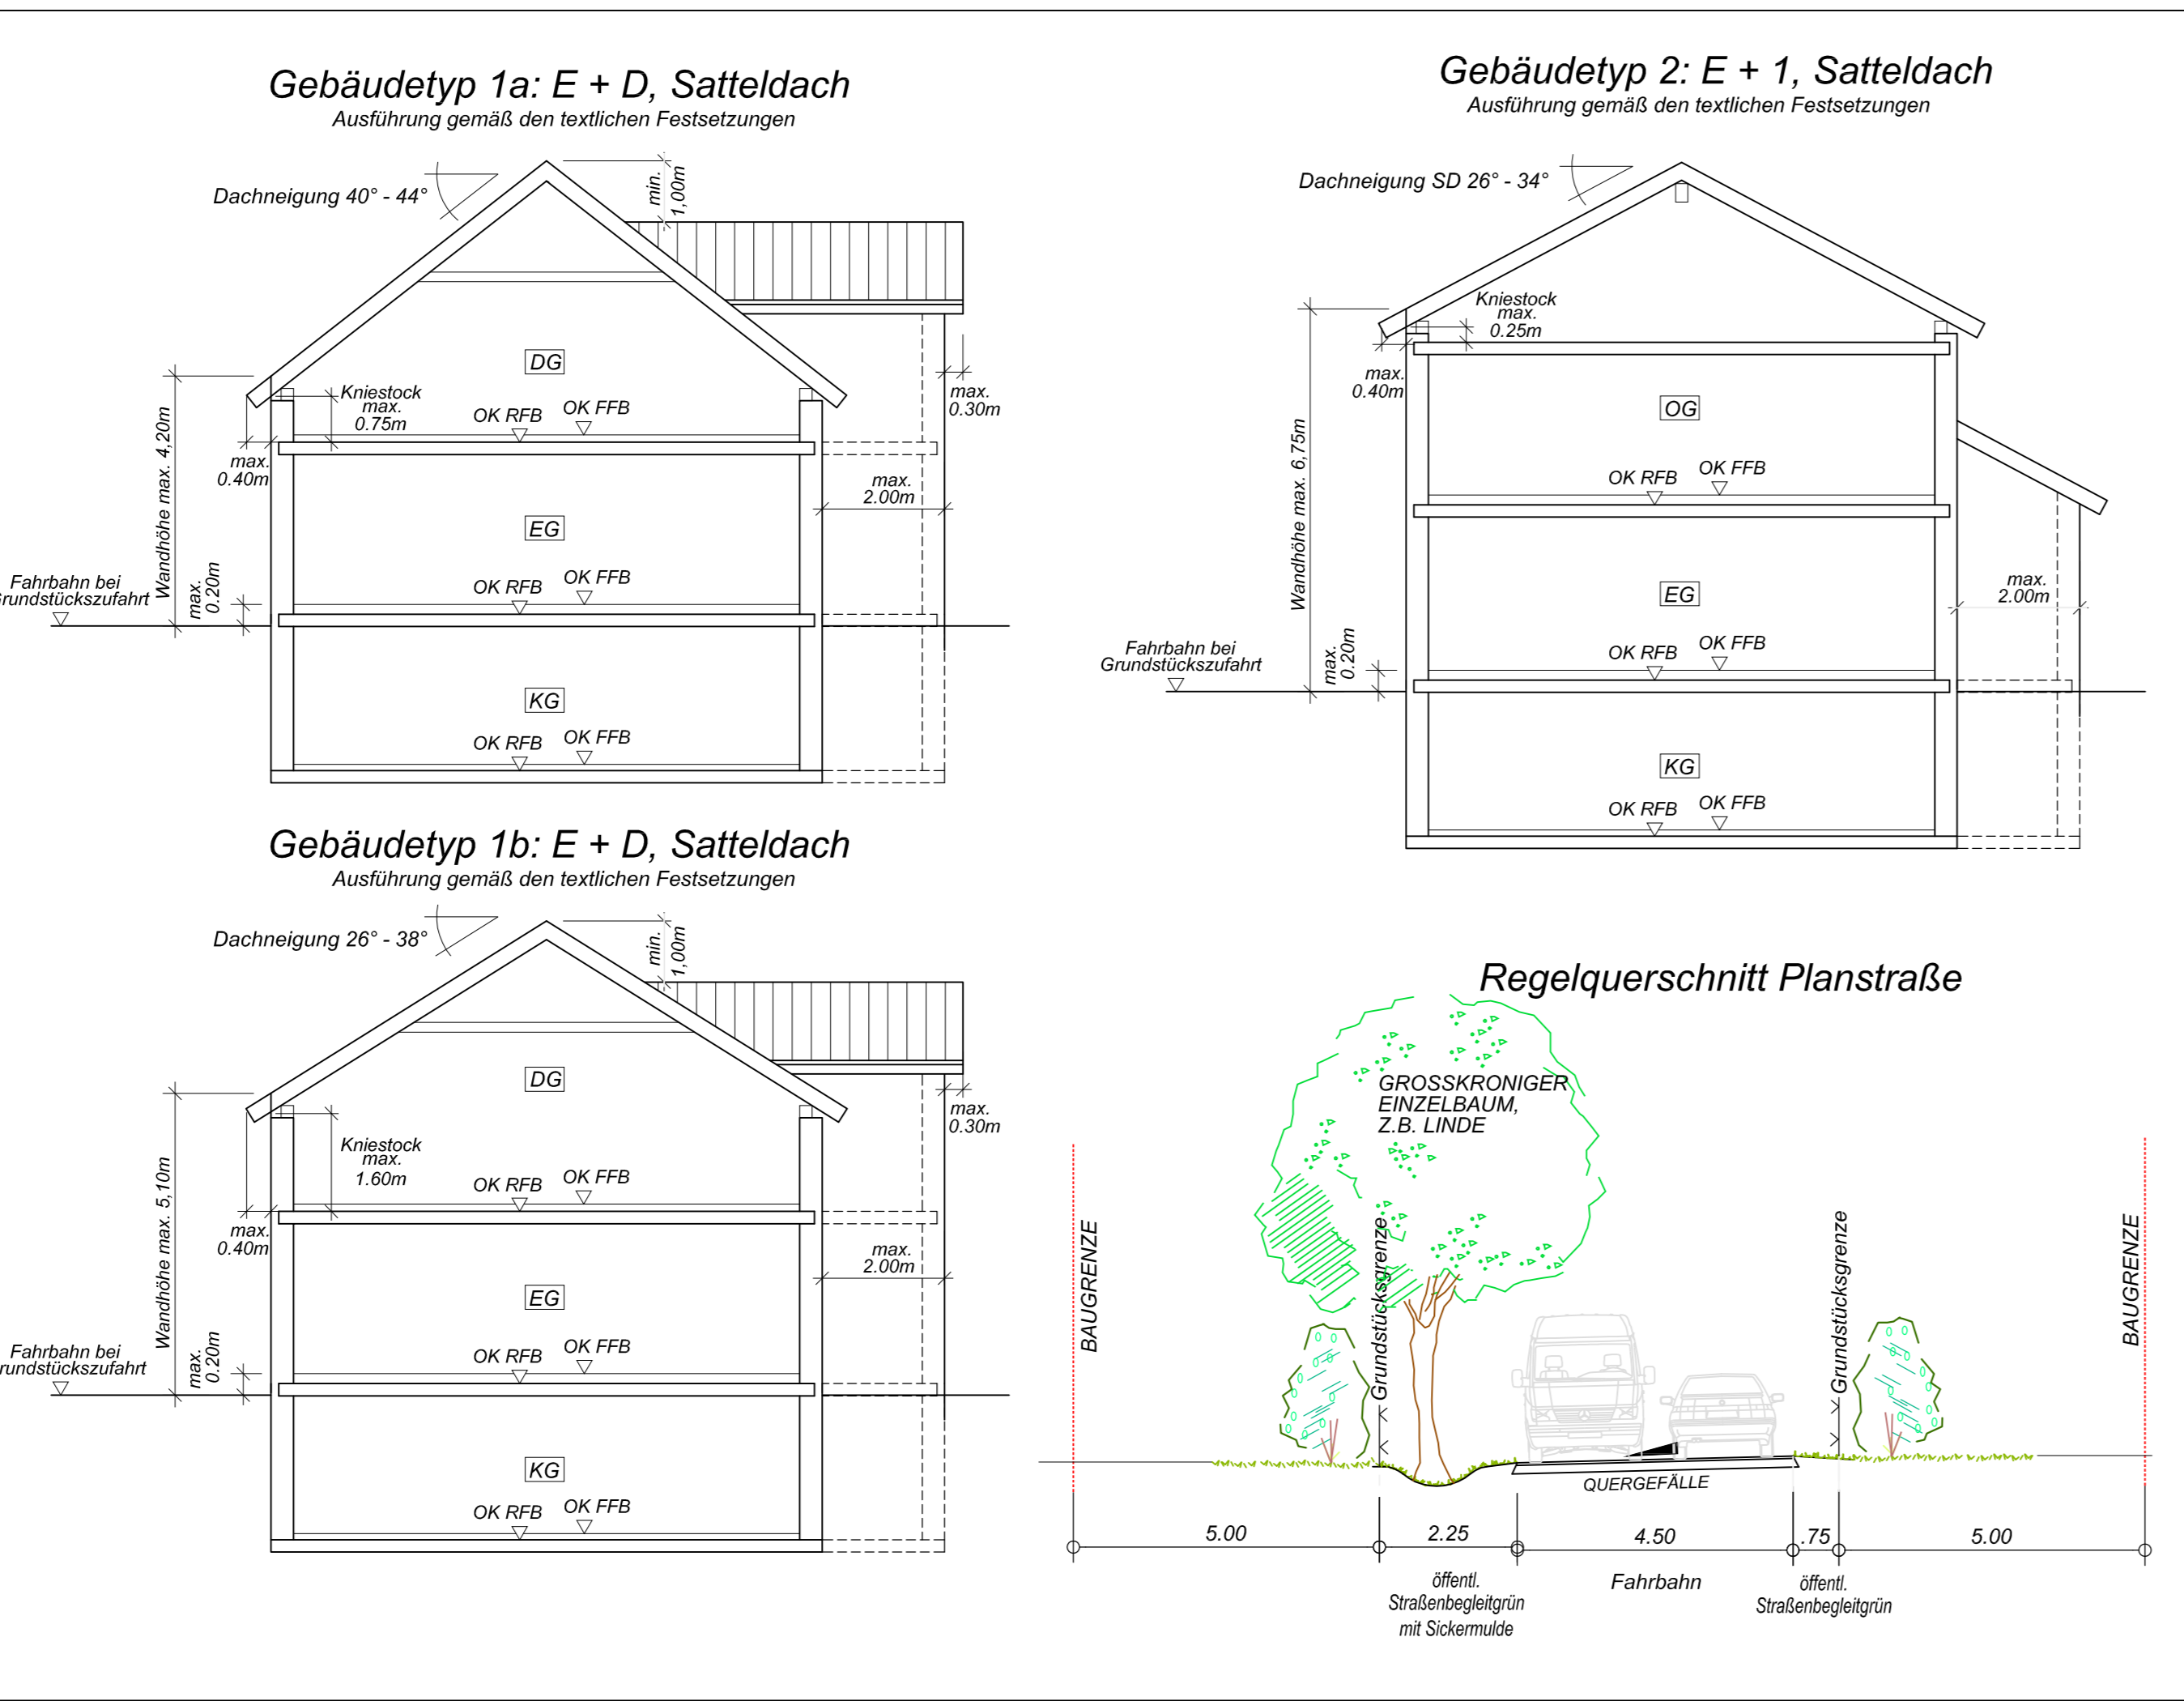 Gebäudetyp 1a: E + D, Satteldach
Ausführung gemäß den textlichen Festsetzungen
Dachneigung 40° - 44°
min.
1,00m
DG
Kniestock
max.
0.75m
OK RFB
OK FFB
max.
0.30m
Wandhöhe max. 4,20m
max.
0.40m
max.
2.00m
EG
OK RFB
OK FFB
max.
0.20m
Fahrbahn bei
Grundstückszufahrt
KG
OK RFB
OK FFB
Gebäudetyp 1b: E + D, Satteldach
Ausführung gemäß den textlichen Festsetzungen
Dachneigung 26° - 38°
min.
1,00m
DG
max.
0.30m
Kniestock
max.
1.60m
OK RFB
OK FFB
Wandhöhe max. 5,10m
max.
0.40m
max.
2.00m
EG
OK RFB
OK FFB
max.
0.20m
Fahrbahn bei
rundstückszufahrt
KG
OK RFB
OK FFB
Gebäudetyp 2: E + 1, Satteldach
Ausführung gemäß den textlichen Festsetzungen
Dachneigung SD 26° - 34°
Kniestock
max.
0.25m
max.
0.40m
OG
Wandhöhe max. 6,75m
OK RFB
OK FFB
EG
max.
2.00m
OK RFB
OK FFB
max.
0.20m
Fahrbahn bei
Grundstückszufahrt
KG
OK RFB
OK FFB
Regelquerschnitt Planstraße
GROSSKRONIGER
EINZELBAUM,
Z.B. LINDE
BAUGRENZE
Grundstücksgrenze
Grundstücksgrenze
BAUGRENZE
QUERGEFÄLLE
5.00
2.25
4.50
.75
5.00
öffentl.
Straßenbegleitgrün
mit Sickermulde
Fahrbahn
öffentl.
Straßenbegleitgrün